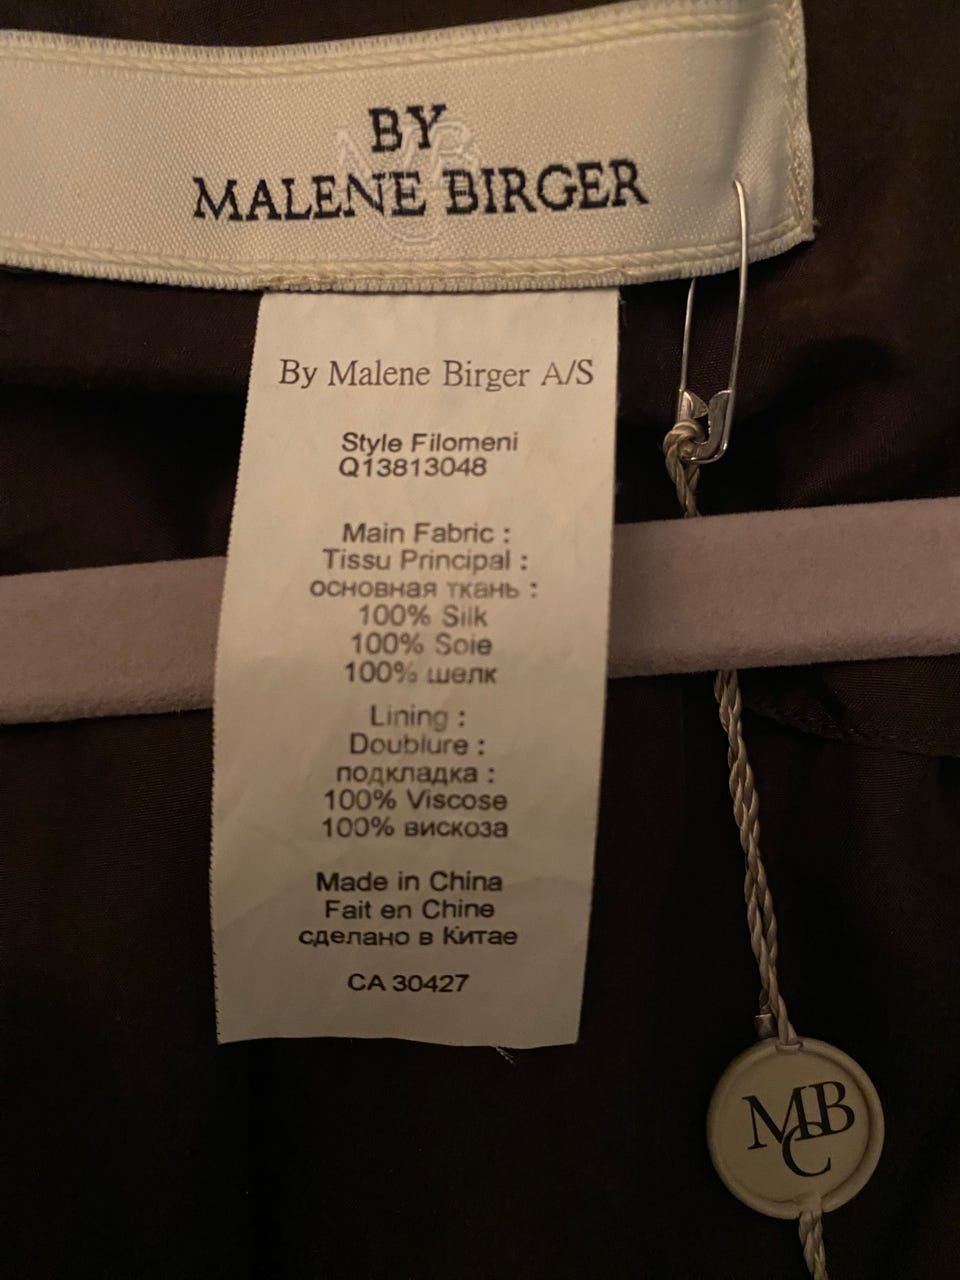 BY
MALENE BIRGER
By Malene Birger A/S
Style Filomeni
Q13813048
Main Fabric :
Tissu Principal :
основная ткань :
100% Silk
100% Soie
100% шелк
Lining :
Doublure :
подкладка :
100% Viscose
100% вискоза
Made in China
Fait en Chine
сделано в Китае
CA 30427
MBC